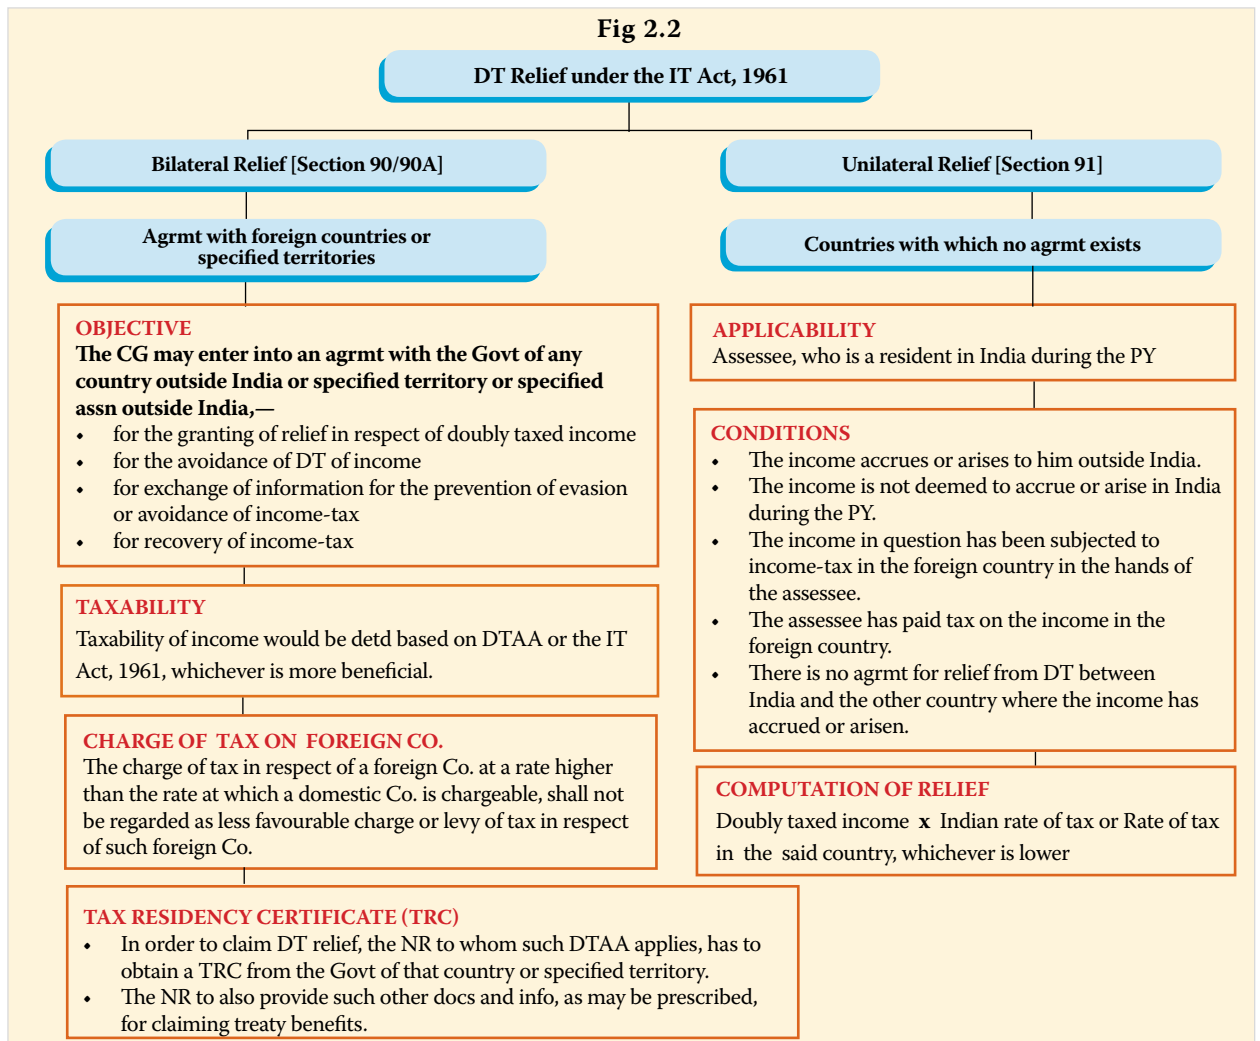 Fig 2.2
DT Relief under the IT Act, 1961
Bilateral Relief [Section 90/90A]
Agrmt with foreign countries or
specified territories
OBJECTIVE
The CG may enter into an agrmt with the Govt of any
country outside India or specified territory or specified
assn outside India,—
• for the granting of relief in respect of doubly taxed income
• for the avoidance of DT of income
• for exchange of information for the prevention of evasion
or avoidance of income-tax
• for recovery of income-tax
TAXABILITY
Taxability of income would be detd based on DTAA or the IT
Act, 1961, whichever is more beneficial.
CHARGE OF TAX ON FOREIGN CO.
The charge of tax in respect of a foreign Co. at a rate higher
than the rate at which a domestic Co. is chargeable, shall not
be regarded as less favourable charge or levy of tax in respect
of such foreign Co.
TAX RESIDENCY CERTIFICATE (TRC)
• In order to claim DT relief, the NR to whom such DTAA applies, has to
obtain a TRC from the Govt of that country or specified territory.
• The NR to also provide such other docs and info, as may be prescribed,
for claiming treaty benefits.
Unilateral Relief [Section 91]
Countries with which no agrmt exists
APPLICABILITY
Assessee, who is a resident in India during the PY
CONDITIONS
• The income accrues or arises to him outside India.
• The income is not deemed to accrue or arise in India
during the PY.
• The income in question has been subjected to
income-tax in the foreign country in the hands of
the assessee.
• The assessee has paid tax on the income in the
foreign country.
• There is no agrmt for relief from DT between
India and the other country where the income has
accrued or arisen.
COMPUTATION OF RELIEF
Doubly taxed income x Indian rate of tax or Rate of tax
in the said country, whichever is lower